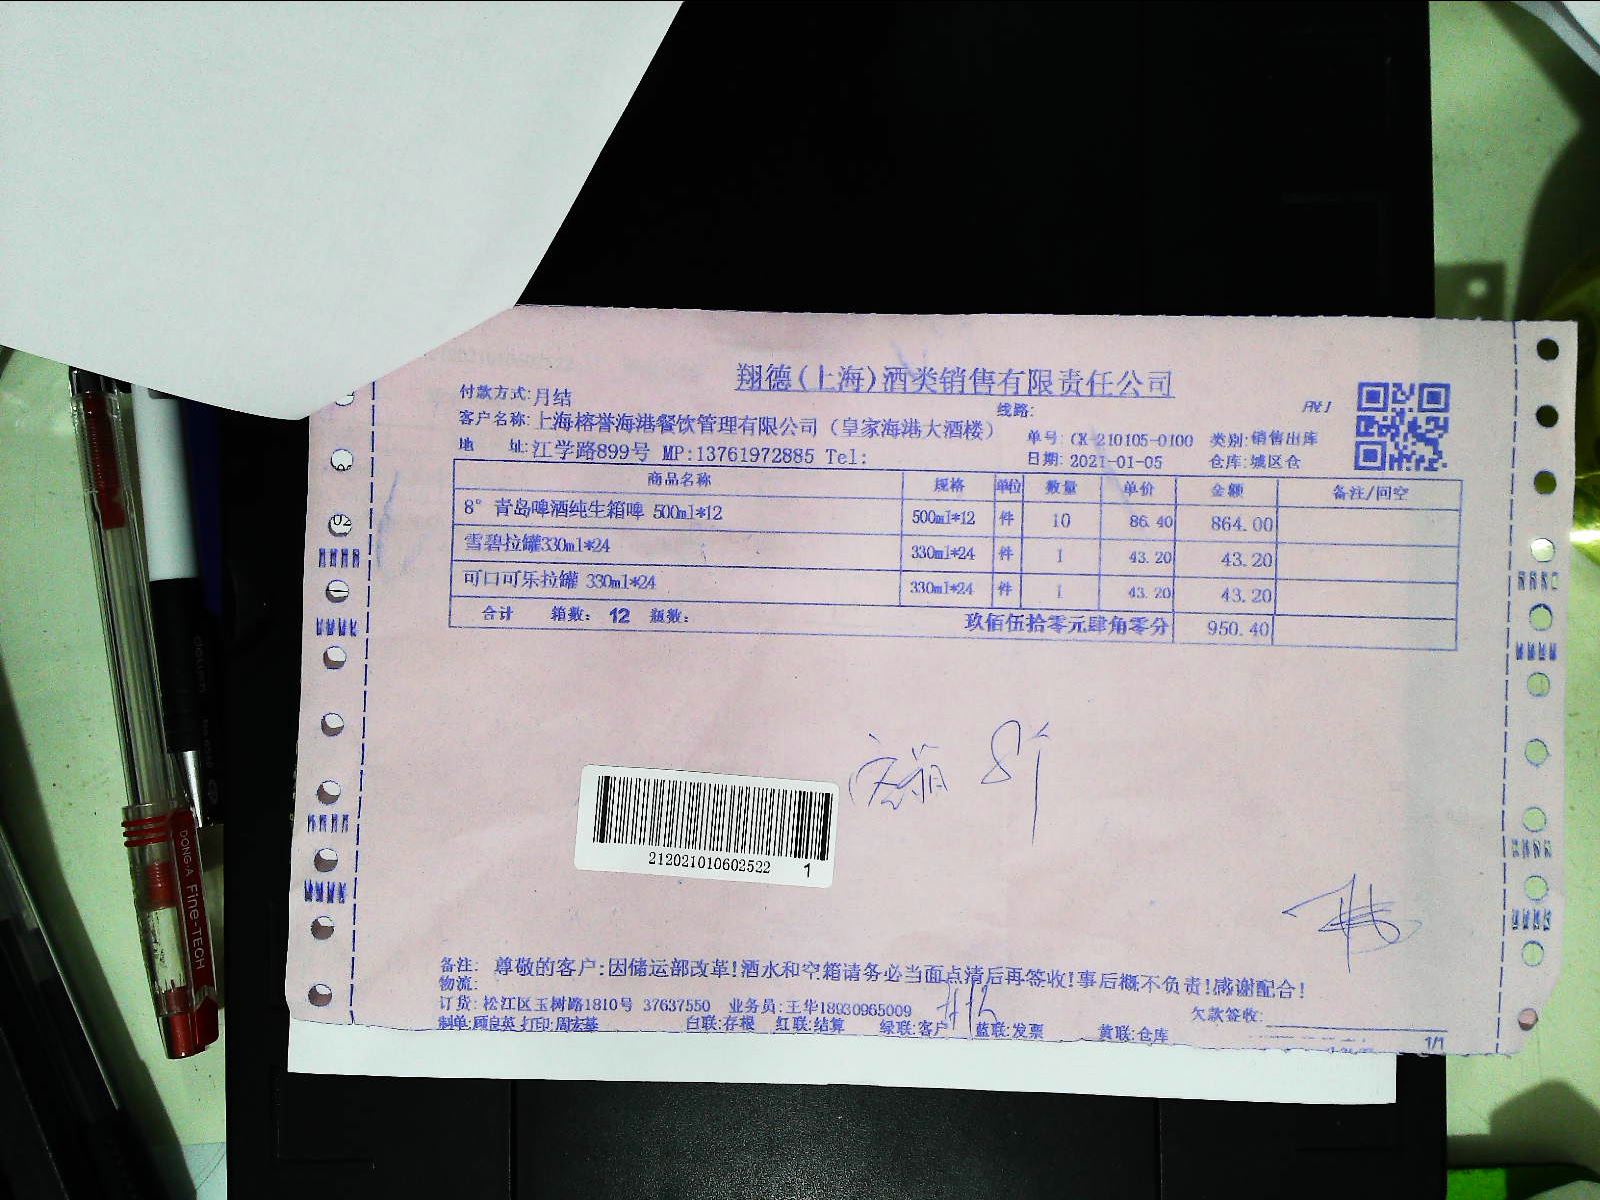 翔德(上海)酒类销售有限责任公司
付款方式:月结
线路:
客户名称:上海榕誉海港餐饮管理有限公司（皇家海港大酒楼）
单号: CK-210105-0100 类别:销售出库
地 址:江学路899号 MP:13761972885 Tel:
日期: 2021-01-05 仓库:城区仓
商品名称 规格 单位 数量 单价 金额 备注/回空
8° 青岛啤酒纯生箱啤 500ml*12 500ml*12 件 10 86.40 864.00
雪碧拉罐330ml*24 330ml*24 件 1 43.20 43.20
可口可乐拉罐 330ml*24 330ml*24 件 1 43.20 43.20
合计 箱数: 12 瓶数: 玖佰伍拾零元肆角零分 950.40
空箱 8个
212021010602522 1
备注: 尊敬的客户:因储运部改革!酒水和空箱请务必当面点清后再签收!事后概不负责!感谢配合!
物流:
订货: 松江区玉树路1810号 37637550 业务员:王华18930965009
欠款签收:
制单:顾良英 打印:周宏基 白联:存根 红联:结算 绿联:客户 蓝联:发票 黄联:仓库
1/1
DONG-A Fine-TECH